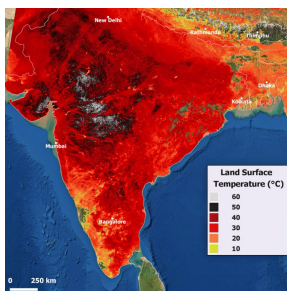 New Delhi
Kathmandu
Thimphu
Dhaka
Kolkata
Mumbai
Bangalore
Land Surface
Temperature (°C)
60
50
40
30
20
10
0 250 km